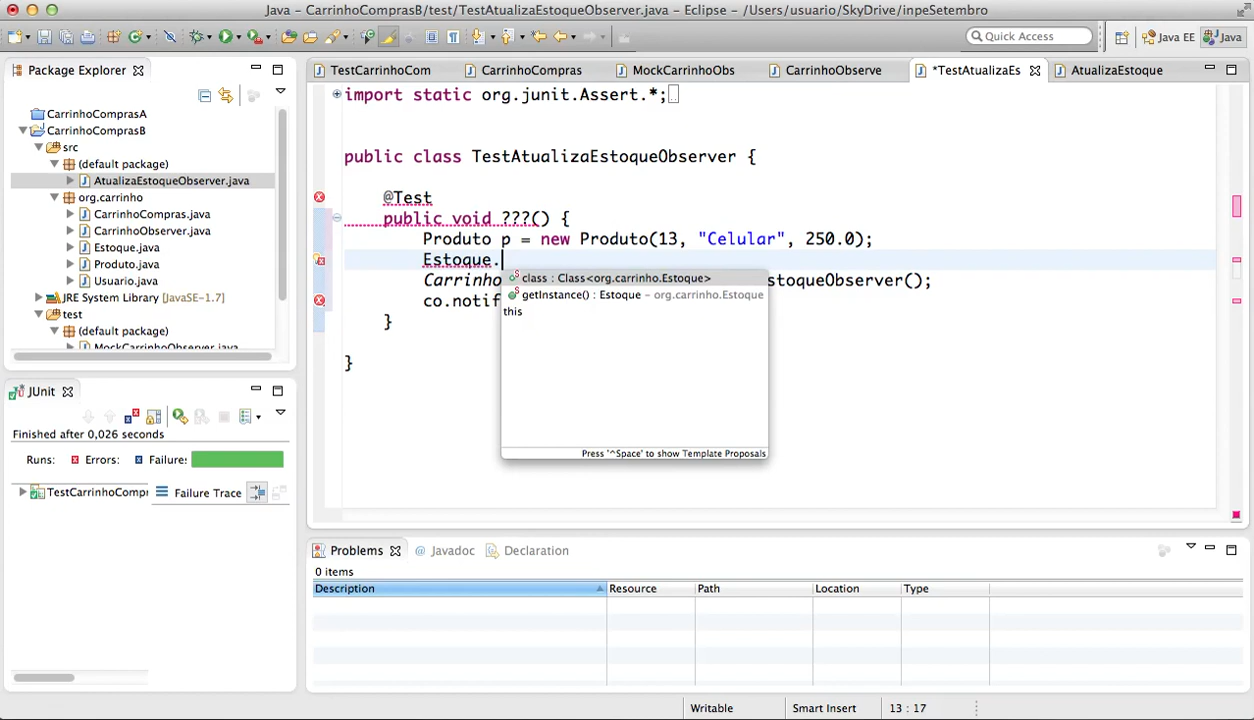 Java - CarrinhoComprasB/test/TestAtualizaEstoqueObserver.java - Eclipse - /Users/usuario/SkyDrive/inpeSetembro
Quick Access
Java EE
Java
Package Explorer
CarrinhoComprasA
CarrinhoComprasB
src
(default package)
AtualizaEstoqueObserver.java
org.carrinho
CarrinhoCompras.java
CarrinhoObserver.java
Estoque.java
Produto.java
Usuario.java
JRE System Library [JavaSE-1.7]
test
(default package)
MockCarrinhoObserver.java
JUnit
Finished after 0,026 seconds
Runs: Errors: Failure:
TestCarrinhoCompr
Failure Trace
TestCarrinhoCom
CarrinhoCompras
MockCarrinhoObs
CarrinhoObserve
*TestAtualizaEs
AtualizaEstoque
import static org.junit.Assert.*;
public class TestAtualizaEstoqueObserver {
@Test
public void ???() {
Produto p = new Produto(13, "Celular", 250.0);
Estoque.
Carrinho stoqueObserver();
co.notif
}
}
class : Class<org.carrinho.Estoque>
getInstance() : Estoque - org.carrinho.Estoque
this
Press '^Space' to show Template Proposals
Problems
@ Javadoc
Declaration
0 items
Description Resource Path Location Type
Writable
Smart Insert
13 : 17